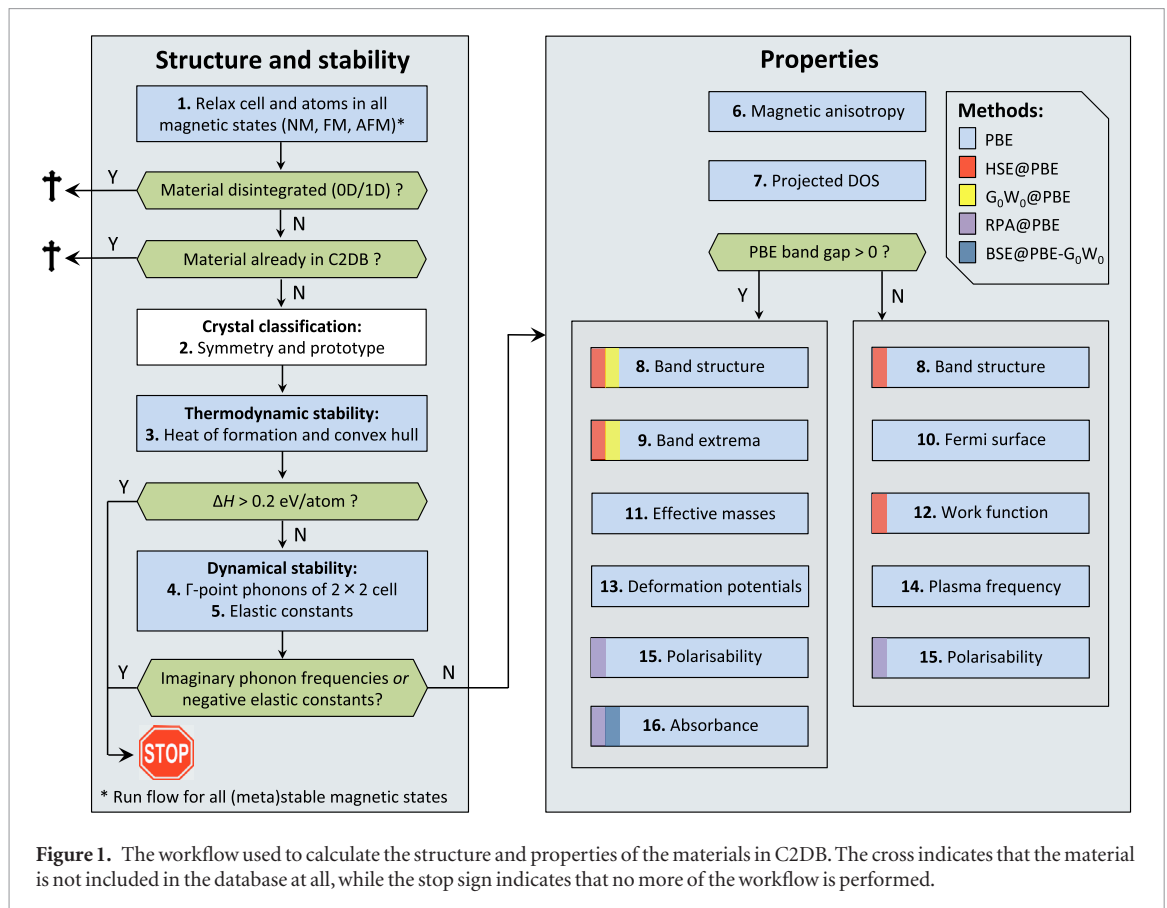 Structure and stability
1. Relax cell and atoms in all
magnetic states (NM, FM, AFM)*
Y
Material disintegrated (0D/1D) ?
N
Y
Material already in C2DB ?
N
Crystal classification:
2. Symmetry and prototype
Thermodynamic stability:
3. Heat of formation and convex hull
Y
ΔH > 0.2 eV/atom ?
N
Dynamical stability:
4. Γ-point phonons of 2 × 2 cell
5. Elastic constants
Y
Imaginary phonon frequencies or
negative elastic constants?
N
STOP
* Run flow for all (meta)stable magnetic states
Properties
6. Magnetic anisotropy
7. Projected DOS
Methods:
PBE
HSE@PBE
G₀W₀@PBE
RPA@PBE
BSE@PBE-G₀W₀
PBE band gap > 0 ?
Y
N
8. Band structure
9. Band extrema
11. Effective masses
13. Deformation potentials
15. Polarisability
16. Absorbance
8. Band structure
10. Fermi surface
12. Work function
14. Plasma frequency
15. Polarisability
Figure 1. The workflow used to calculate the structure and properties of the materials in C2DB. The cross indicates that the material
is not included in the database at all, while the stop sign indicates that no more of the workflow is performed.